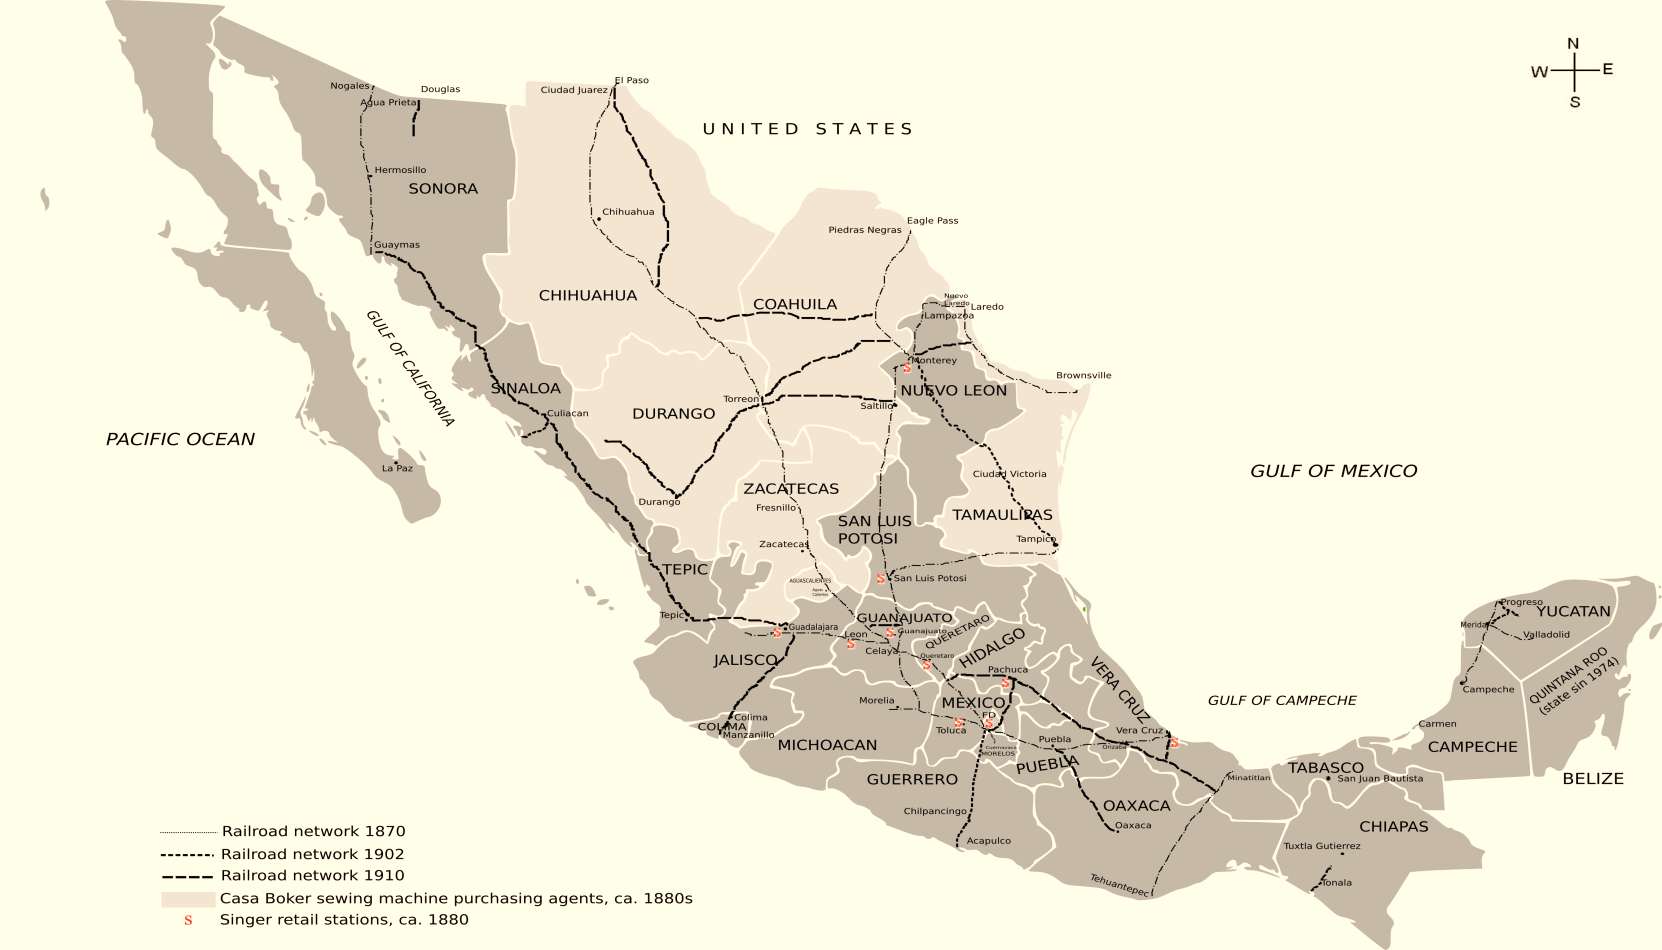 N
W E
S
El Paso
Nogales
Douglas
Ciudad Juarez
Agua Prieta
UNITED STATES
Hermosillo
SONORA
Chihuahua
Eagle Pass
Piedras Negras
Guaymas
CHIHUAHUA
COAHUILA
Nuevo
Laredo
Laredo
Lampazoa
GULF OF CALIFORNIA
Monterey
Brownsville
SINALOA
NUEVO LEON
Torreon
Saltillo
Culiacan
DURANGO
PACIFIC OCEAN
La Paz
GULF OF MEXICO
Ciudad Victoria
ZACATECAS
Durango
Fresnillo
TAMAULIPAS
SAN LUIS
POTOSI
Zacatecas
Tampico
TEPIC
AGUASCALIENTES
Aguas
Calientes
S San Luis Potosi
Tepic
GUANAJUATO
Guadalajara
Leon
Guanajuato
QUERETARO
Celaya
Queretaro
HIDALGO
Progreso
YUCATAN
Merida
Valladolid
JALISCO
Pachuca
VERA CRUZ
QUINTANA ROO
(state sin 1974)
Campeche
Morelia
MEXICO
FD
GULF OF CAMPECHE
COLIMA
Colima
Manzanillo
Toluca
Vera Cruz
Carmen
MICHOACAN
Cuernavaca
MORELOS
Puebla
Orizaba
CAMPECHE
PUEBLA
GUERRERO
TABASCO
Minatitlan
San Juan Bautista
BELIZE
OAXACA
Chilpancingo
Oaxaca
CHIAPAS
Acapulco
Tuxtla Gutierrez
Tehuantepec
Tonala
Railroad network 1870
Railroad network 1902
Railroad network 1910
Casa Boker sewing machine purchasing agents, ca. 1880s
S Singer retail stations, ca. 1880